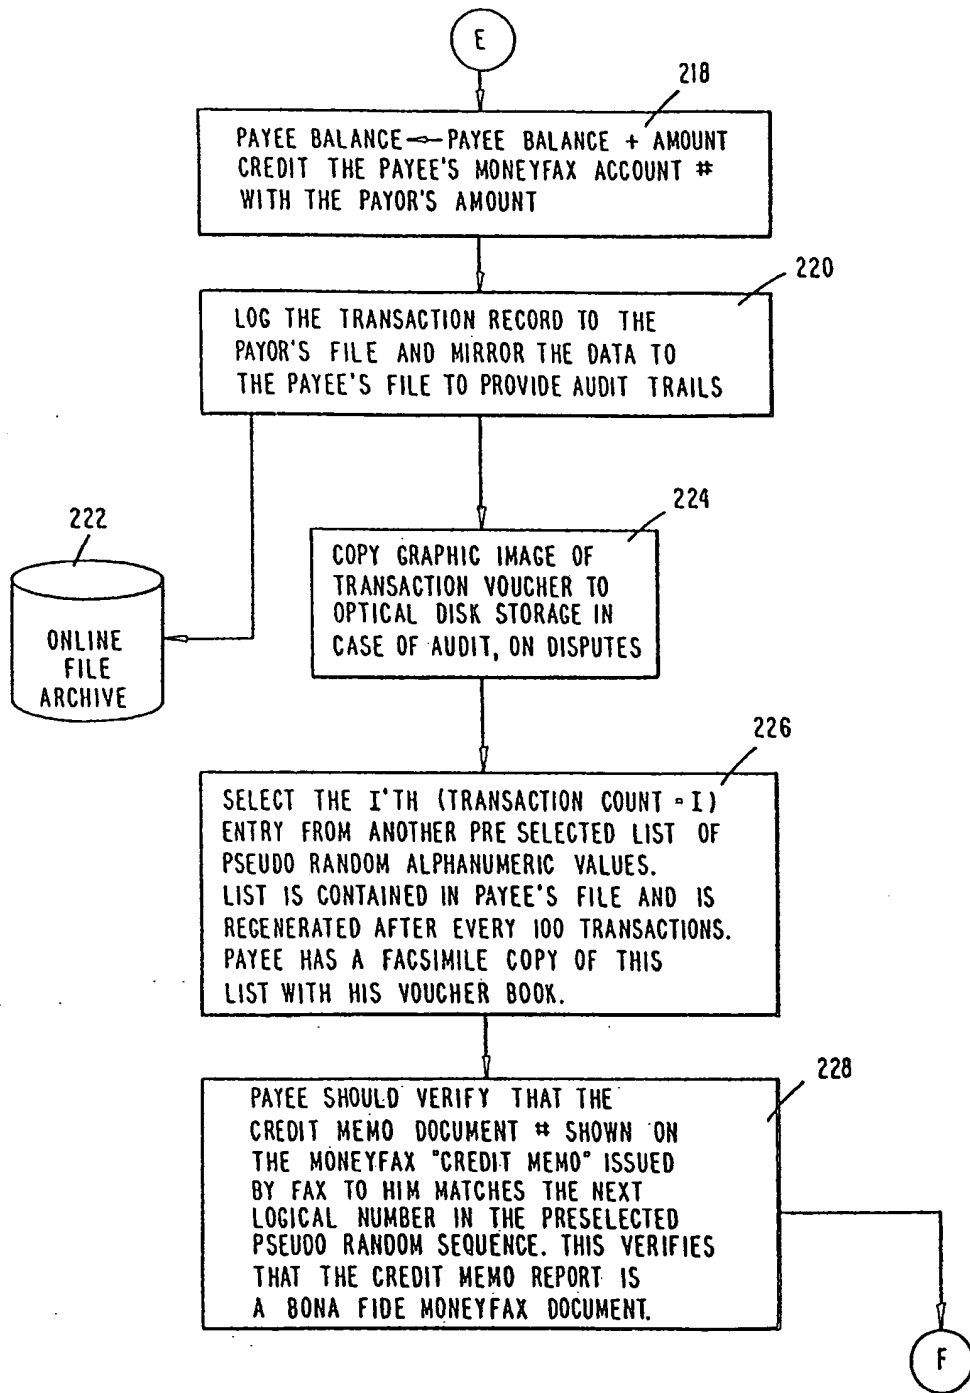 E
218
PAYEE BALANCE ← PAYEE BALANCE + AMOUNT
CREDIT THE PAYEE'S MONEYFAX ACCOUNT #
WITH THE PAYOR'S AMOUNT
220
LOG THE TRANSACTION RECORD TO THE
PAYOR'S FILE AND MIRROR THE DATA TO
THE PAYEE'S FILE TO PROVIDE AUDIT TRAILS
222
ONLINE
FILE
ARCHIVE
224
COPY GRAPHIC IMAGE OF
TRANSACTION VOUCHER TO
OPTICAL DISK STORAGE IN
CASE OF AUDIT, ON DISPUTES
226
SELECT THE I'TH (TRANSACTION COUNT = I)
ENTRY FROM ANOTHER PRE SELECTED LIST OF
PSEUDO RANDOM ALPHANUMERIC VALUES.
LIST IS CONTAINED IN PAYEE'S FILE AND IS
REGENERATED AFTER EVERY 100 TRANSACTIONS.
PAYEE HAS A FACSIMILE COPY OF THIS
LIST WITH HIS VOUCHER BOOK.
228
PAYEE SHOULD VERIFY THAT THE
CREDIT MEMO DOCUMENT # SHOWN ON
THE MONEYFAX "CREDIT MEMO" ISSUED
BY FAX TO HIM MATCHES THE NEXT
LOGICAL NUMBER IN THE PRESELECTED
PSEUDO RANDOM SEQUENCE. THIS VERIFIES
THAT THE CREDIT MEMO REPORT IS
A BONA FIDE MONEYFAX DOCUMENT.
F